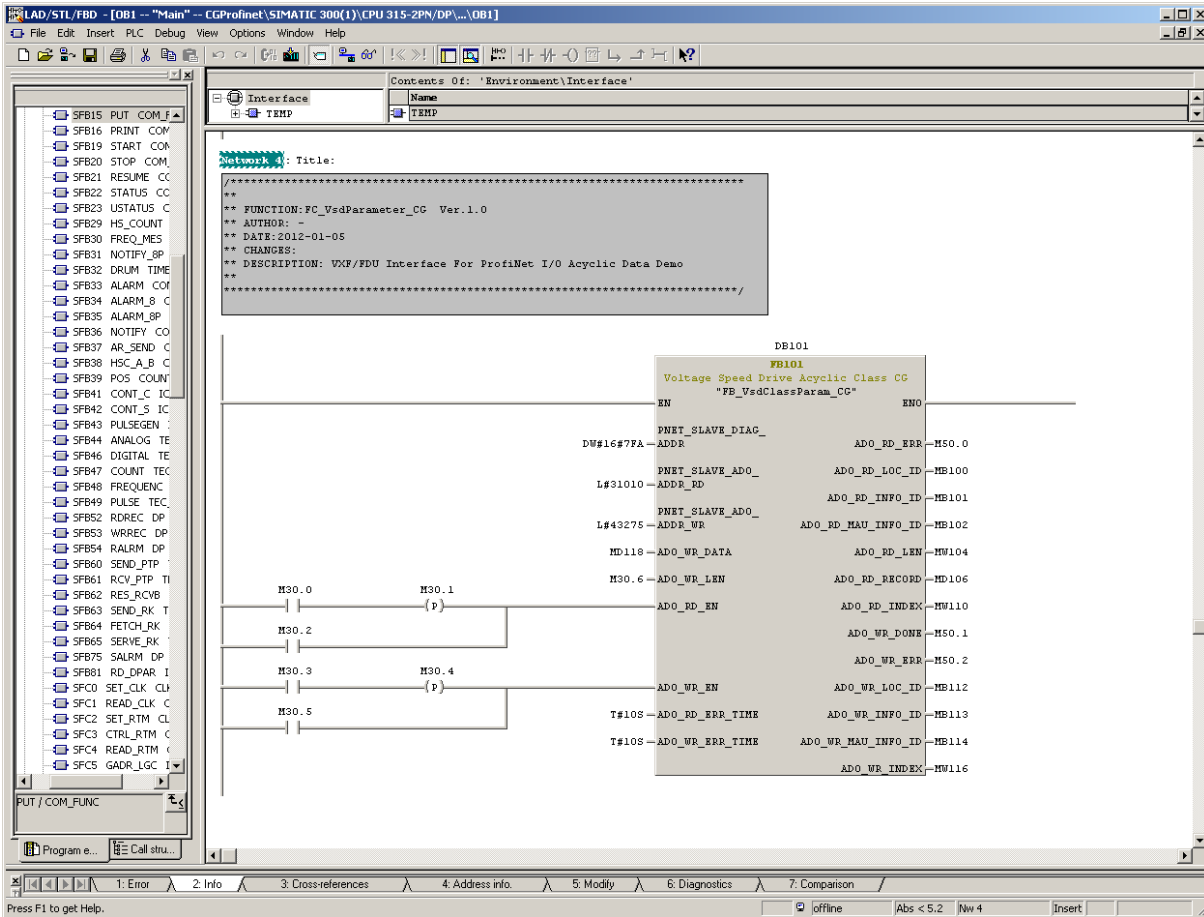 LAD/STL/FBD - [OB1 -- "Main" -- CGProfinet\SIMATIC 300(1)\CPU 315-2PN/DP\...\OB1]
File Edit Insert PLC Debug View Options Window Help
Contents Of: 'Environment\Interface'
Interface
TEMP
Name
TEMP
SFB15 PUT COM_F
SFB16 PRINT COM
SFB19 START COM
SFB20 STOP COM_
SFB21 RESUME CO
SFB22 STATUS CO
SFB23 USTATUS C
SFB29 HS_COUNT
SFB30 FREQ_MES
SFB31 NOTIFY_8P
SFB32 DRUM TIME
SFB33 ALARM COM
SFB34 ALARM_8 C
SFB35 ALARM_8P
SFB36 NOTIFY CO
SFB37 AR_SEND C
SFB38 HSC_A_B C
SFB39 POS COUNT
SFB41 CONT_C IC
SFB42 CONT_S IC
SFB43 PULSEGEN
SFB44 ANALOG TE
SFB46 DIGITAL TE
SFB47 COUNT TEC
SFB48 FREQUENC
SFB49 PULSE TEC_
SFB52 RDREC DP
SFB53 WRREC DP
SFB54 RALRM DP
SFB60 SEND_PTP
SFB61 RCV_PTP TE
SFB62 RES_RCVB
SFB63 SEND_RK T
SFB64 FETCH_RK
SFB65 SERVE_RK
SFB75 SALRM DP
SFB81 RD_DPAR I
SFC0 SET_CLK CLK
SFC1 READ_CLK C
SFC2 SET_RTM CL
SFC3 CTRL_RTM C
SFC4 READ_RTM
SFC5 GADR_LGC I
PUT / COM_FUNC
Program e...
Call stru...
Network 4: Title:
/****************************************************************************
**
** FUNCTION:FC_VsdParameter_CG Ver.1.0
** AUTHOR: -
** DATE:2012-01-05
** CHANGES:
** DESCRIPTION: VXF/FDU Interface For ProfiNet I/O Acyclic Data Demo
**
****************************************************************************/
DB101
FB101
Voltage Speed Drive Acyclic Class CG
"FB_VsdClassParam_CG"
EN ENO
PNET_SLAVE_DIAG_
DW#16#7FA ADDR ADO_RD_ERR M50.0
PNET_SLAVE_ADO_ ADO_RD_LOC_ID MB100
L#31010 ADDR_RD
ADO_RD_INFO_ID MB101
PNET_SLAVE_ADO_
L#43275 ADDR_WR ADO_RD_MAU_INFO_ID MB102
MD118 ADO_WR_DATA ADO_RD_LEN MW104
M30.6 ADO_WR_LEN ADO_RD_RECORD MD106
M30.0 M30.1
(P) ADO_RD_EN ADO_RD_INDEX MW110
M30.2 ADO_WR_DONE M50.1
ADO_WR_ERR M50.2
M30.3 M30.4
(P) ADO_WR_EN ADO_WR_LOC_ID MB112
M30.5
T#10S ADO_RD_ERR_TIME ADO_WR_INFO_ID MB113
T#10S ADO_WR_ERR_TIME ADO_WR_MAU_INFO_ID MB114
ADO_WR_INDEX MW116
1: Error 2: Info 3: Cross-references 4: Address info. 5: Modify 6: Diagnostics 7: Comparison
Press F1 to get Help. offline Abs < 5.2 Nw 4 Insert